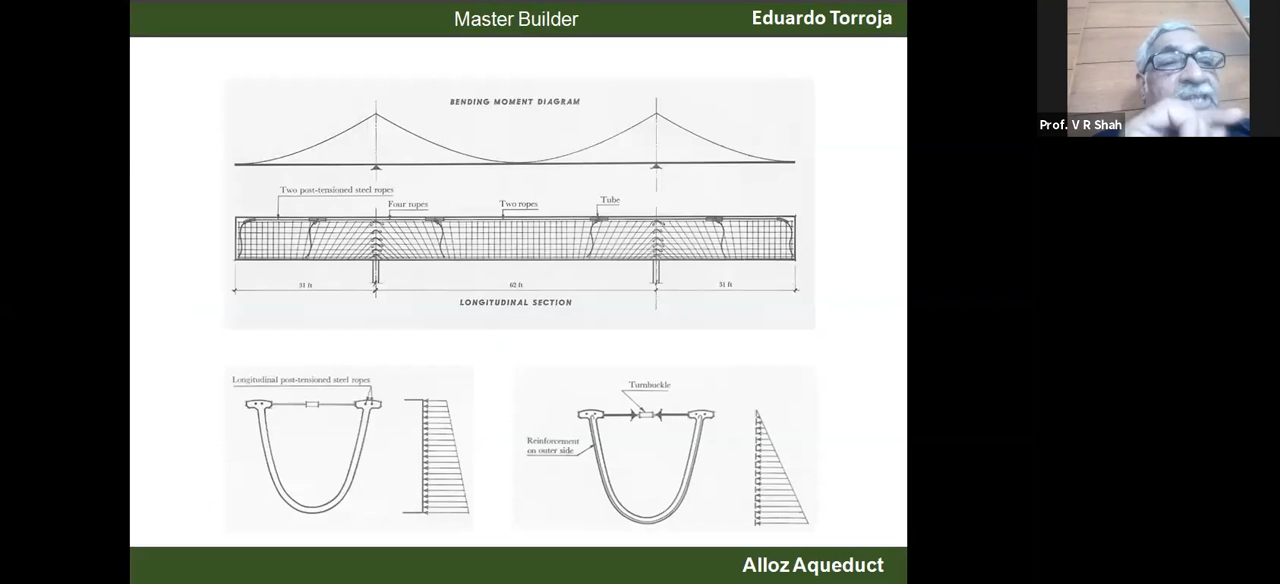 Master Builder
Eduardo Torroja
Prof. V R Shah
BENDING MOMENT DIAGRAM
Two post-tensioned steel ropes
Four ropes
Two ropes
Tube
31 ft
62 ft
31 ft
LONGITUDINAL SECTION
Longitudinal post-tensioned steel ropes
Turnbuckle
Reinforcement
on outer side
Alloz Aqueduct